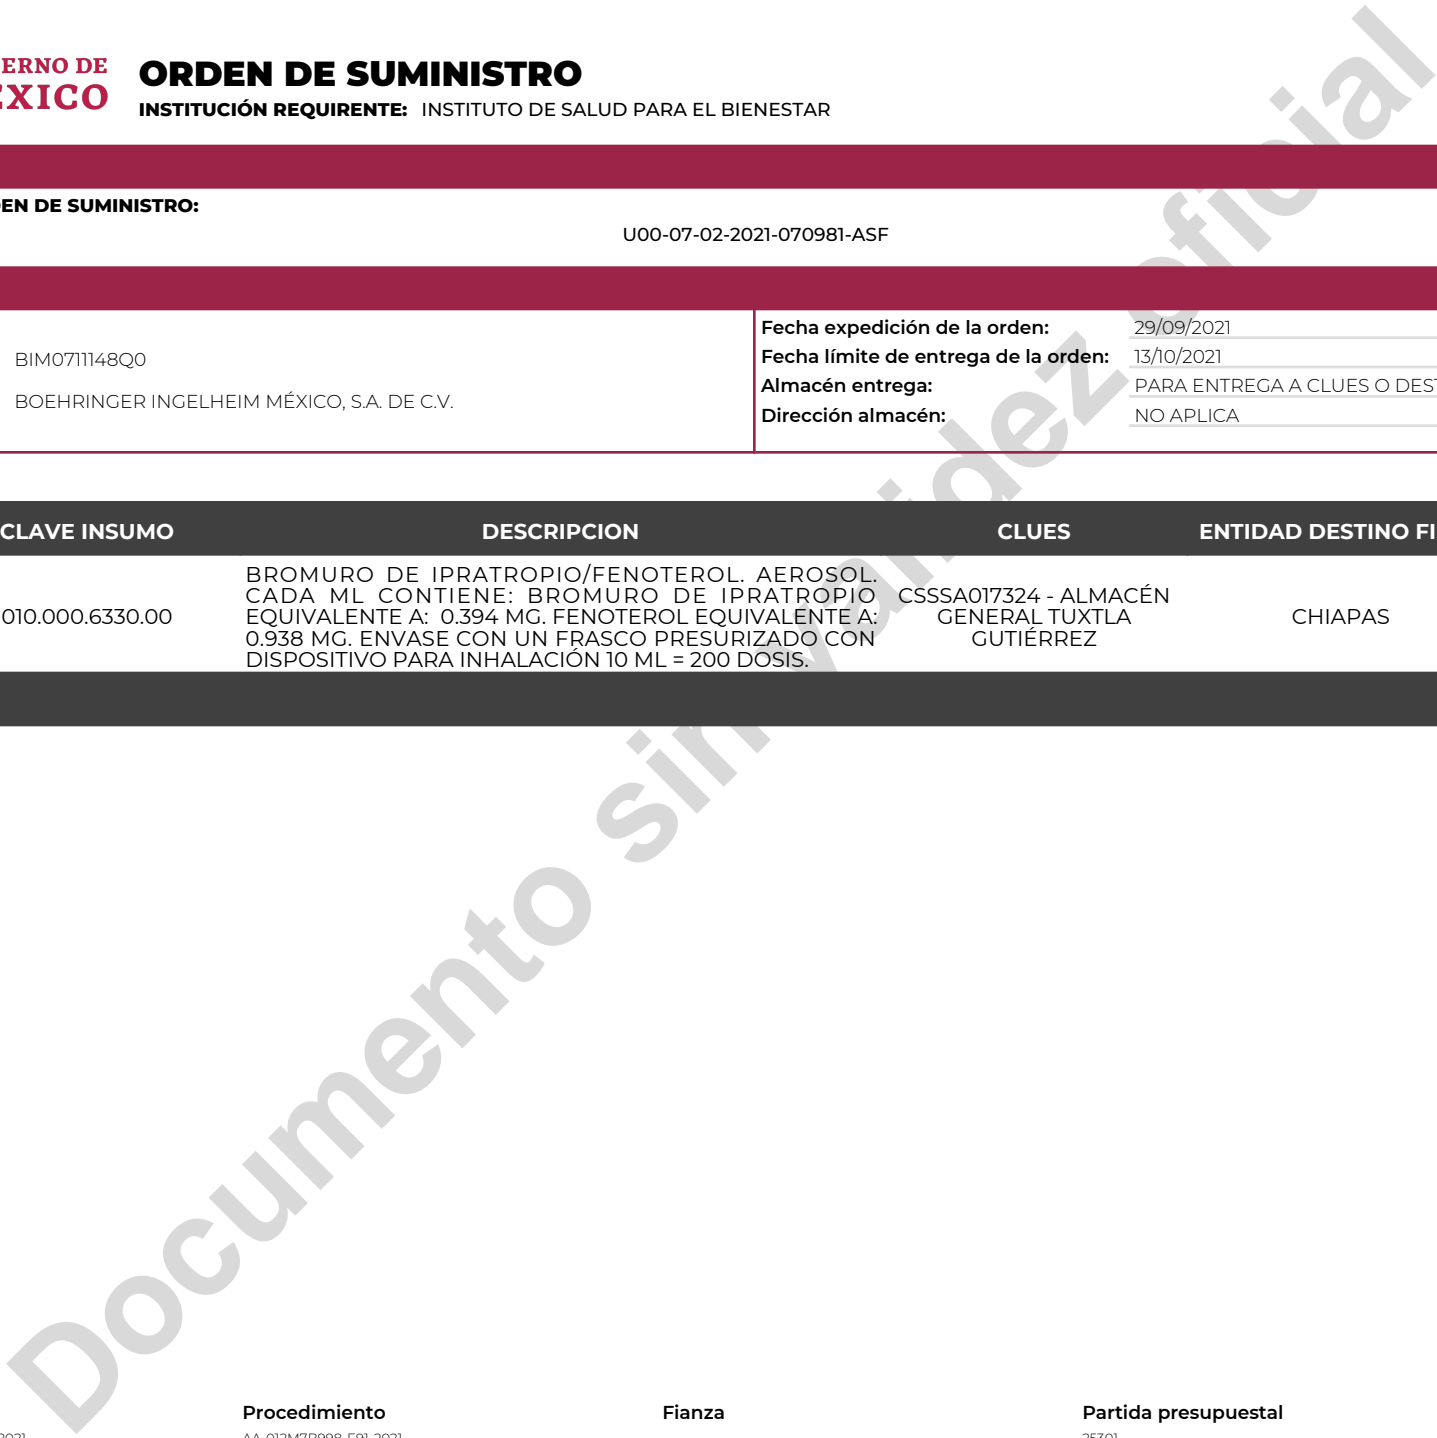 ERNO DE
ORDEN DE SUMINISTRO
INSTITUCIÓN REQUIRENTE: INSTITUTO DE SALUD PARA EL BIENESTAR
EN DE SUMINISTRO:
U00-07-02-2021-070981-ASF
BIM0711148Q0
BOEHRINGER INGELHEIM MÉXICO, S.A. DE C.V.
Fecha expedición de la orden: 29/09/2021
Fecha límite de entrega de la orden: 13/10/2021
Almacén entrega: PARA ENTREGA A CLUES O DEST
Dirección almacén: NO APLICA
CLAVE INSUMO DESCRIPCION CLUES ENTIDAD DESTINO FI
010.000.6330.00
BROMURO DE IPRATROPIO/FENOTEROL. AEROSOL.
CADA ML CONTIENE: BROMURO DE IPRATROPIO
EQUIVALENTE A: 0.394 MG. FENOTEROL EQUIVALENTE A:
0.938 MG. ENVASE CON UN FRASCO PRESURIZADO CON
DISPOSITIVO PARA INHALACIÓN 10 ML = 200 DOSIS.
CSSSA017324 - ALMACÉN
GENERAL TUXTLA
GUTIÉRREZ
CHIAPAS
Documento sin validez oficial
Procedimiento Fianza Partida presupuestal